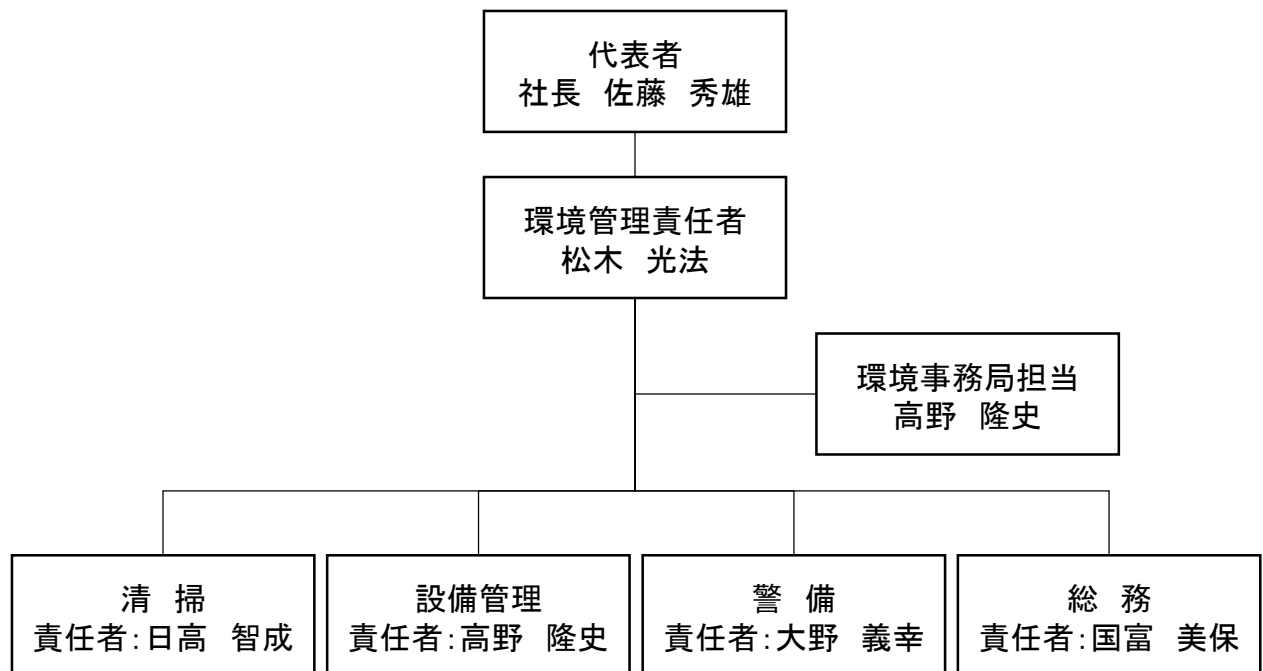 代表者
社長　佐藤　秀雄
環境管理責任者
松木　光法
環境事務局担当
高野　隆史
清　掃
責任者:日高　智成
設備管理
責任者:高野　隆史
警　備
責任者:大野　義幸
総　務
責任者:国富　美保